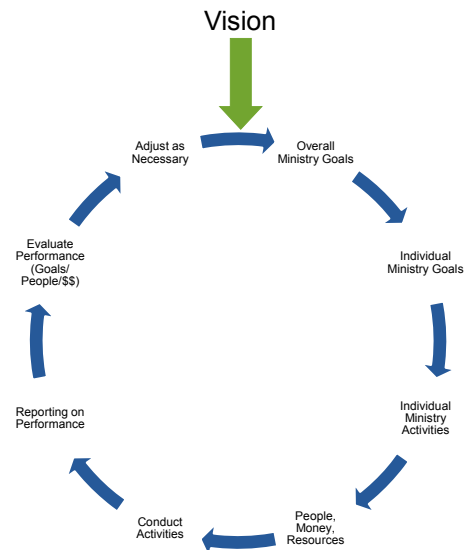 Vision
Adjust as
Necessary
Overall
Ministry Goals
Individual
Ministry Goals
Individual
Ministry
Activities
People,
Money,
Resources
Conduct
Activities
Reporting on
Performance
Evaluate
Performance
(Goals/
People/$$)